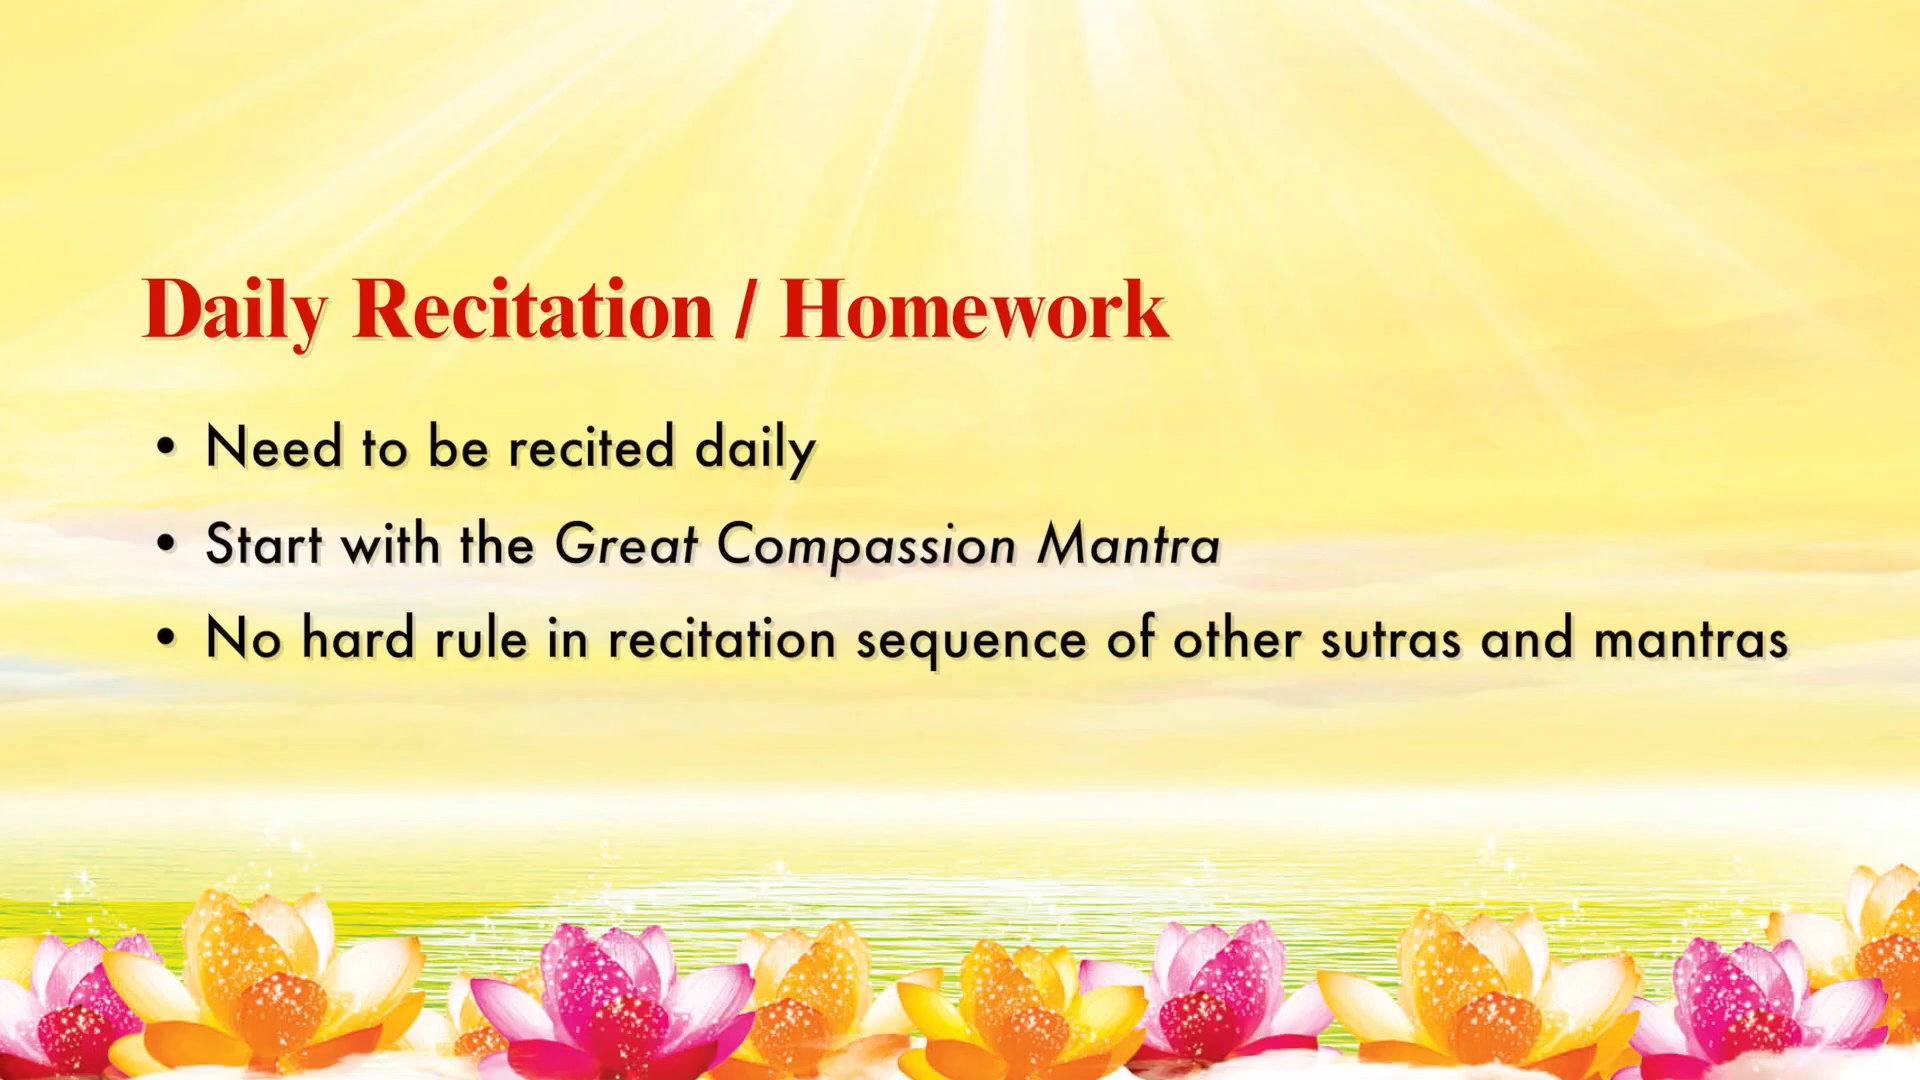 Daily Recitation / Homework
• Need to be recited daily
• Start with the Great Compassion Mantra
• No hard rule in recitation sequence of other sutras and mantras